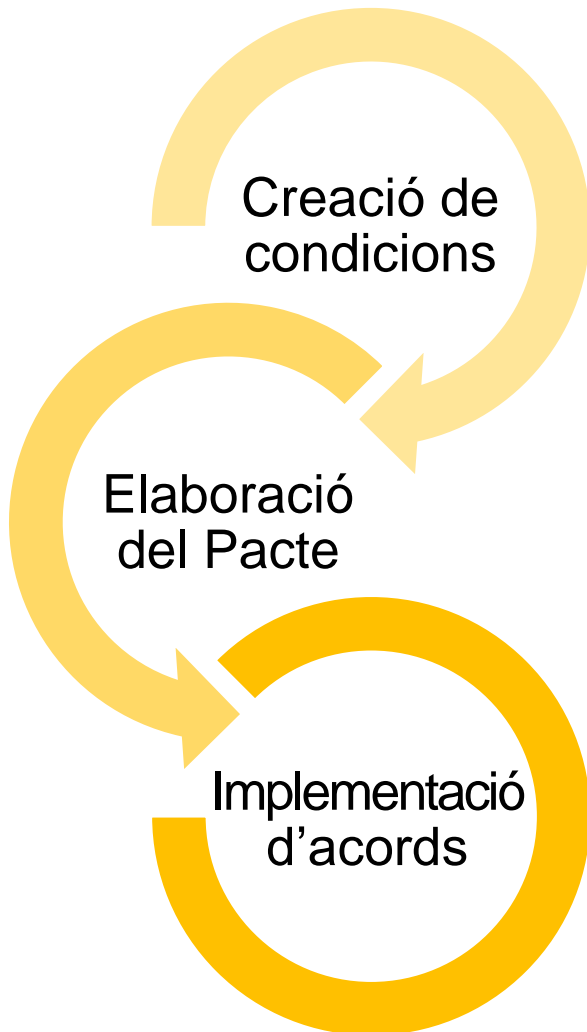 Creació de
condicions
Elaboració
del Pacte
Implementació
d’acords